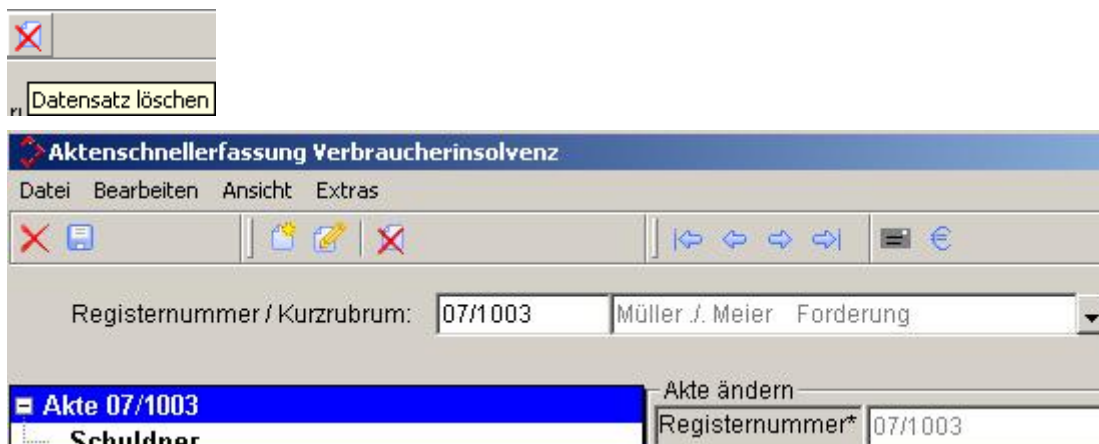 Datensatz löschen
Aktenschnellerfassung Verbraucherinsolvenz
Datei Bearbeiten Ansicht Extras
€
Registernummer / Kurzrubrum: 07/1003 Müller ./. Meier Forderung
Akte 07/1003 Akte ändern
Schuldner Registernummer* 07/1003